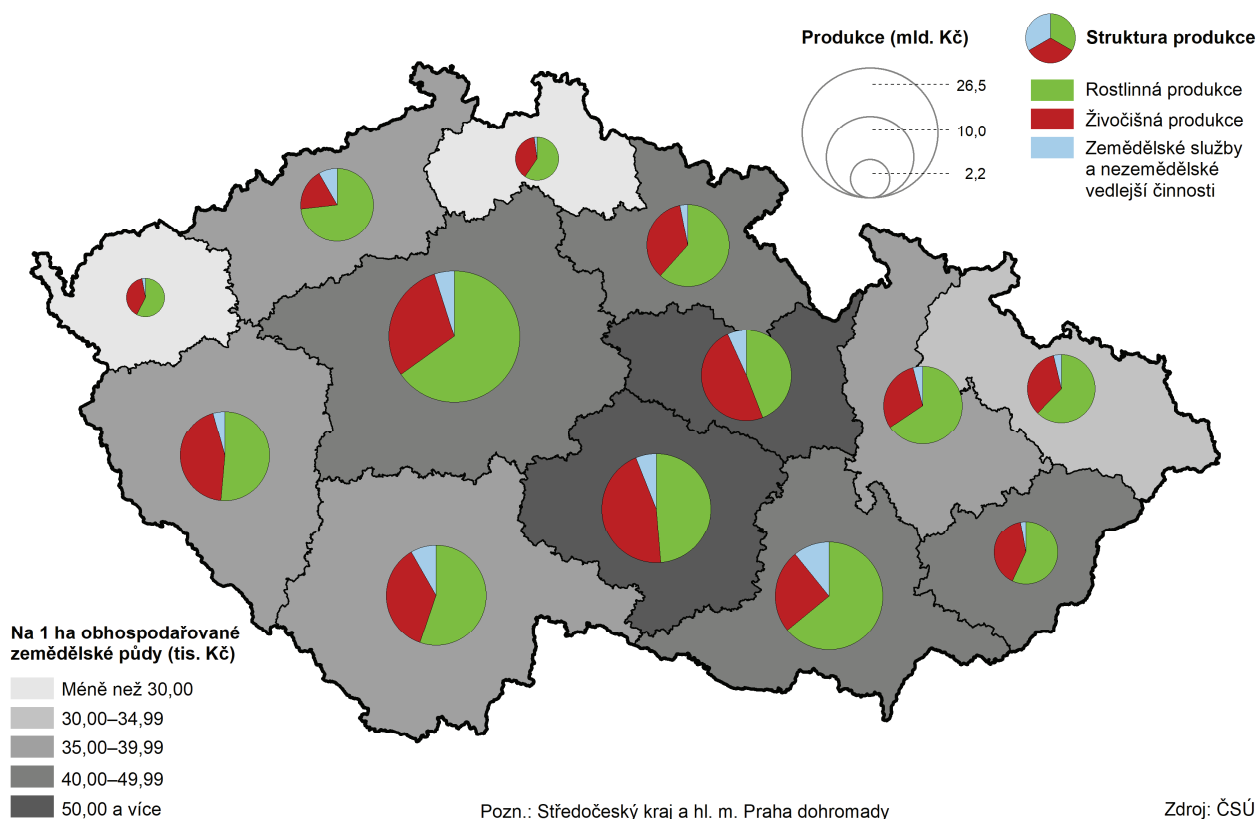 Produkce (mld. Kč)
26,5
10,0
2,2
Struktura produkce
Rostlinná produkce
Živočišná produkce
Zemědělské služby
a nezemědělské
vedlejší činnosti
Na 1 ha obhospodařované
zemědělské půdy (tis. Kč)
Méně než 30,00
30,00–34,99
35,00–39,99
40,00–49,99
50,00 a více
Pozn.: Středočeský kraj a hl. m. Praha dohromady
Zdroj: ČSÚ